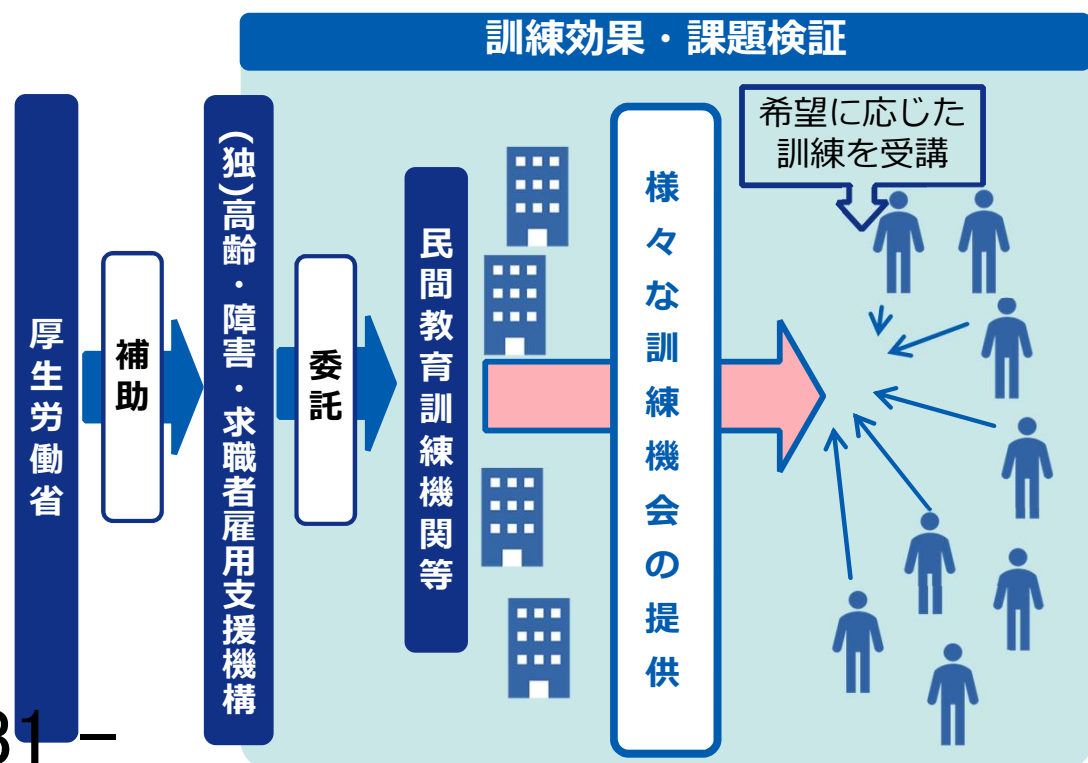 訓練効果・課題検証
厚生労働省
補助
(独)高齢・障害・求職者雇用支援機構
委託
民間教育訓練機関等
様々な訓練機会の提供
希望に応じた
訓練を受講
31 −